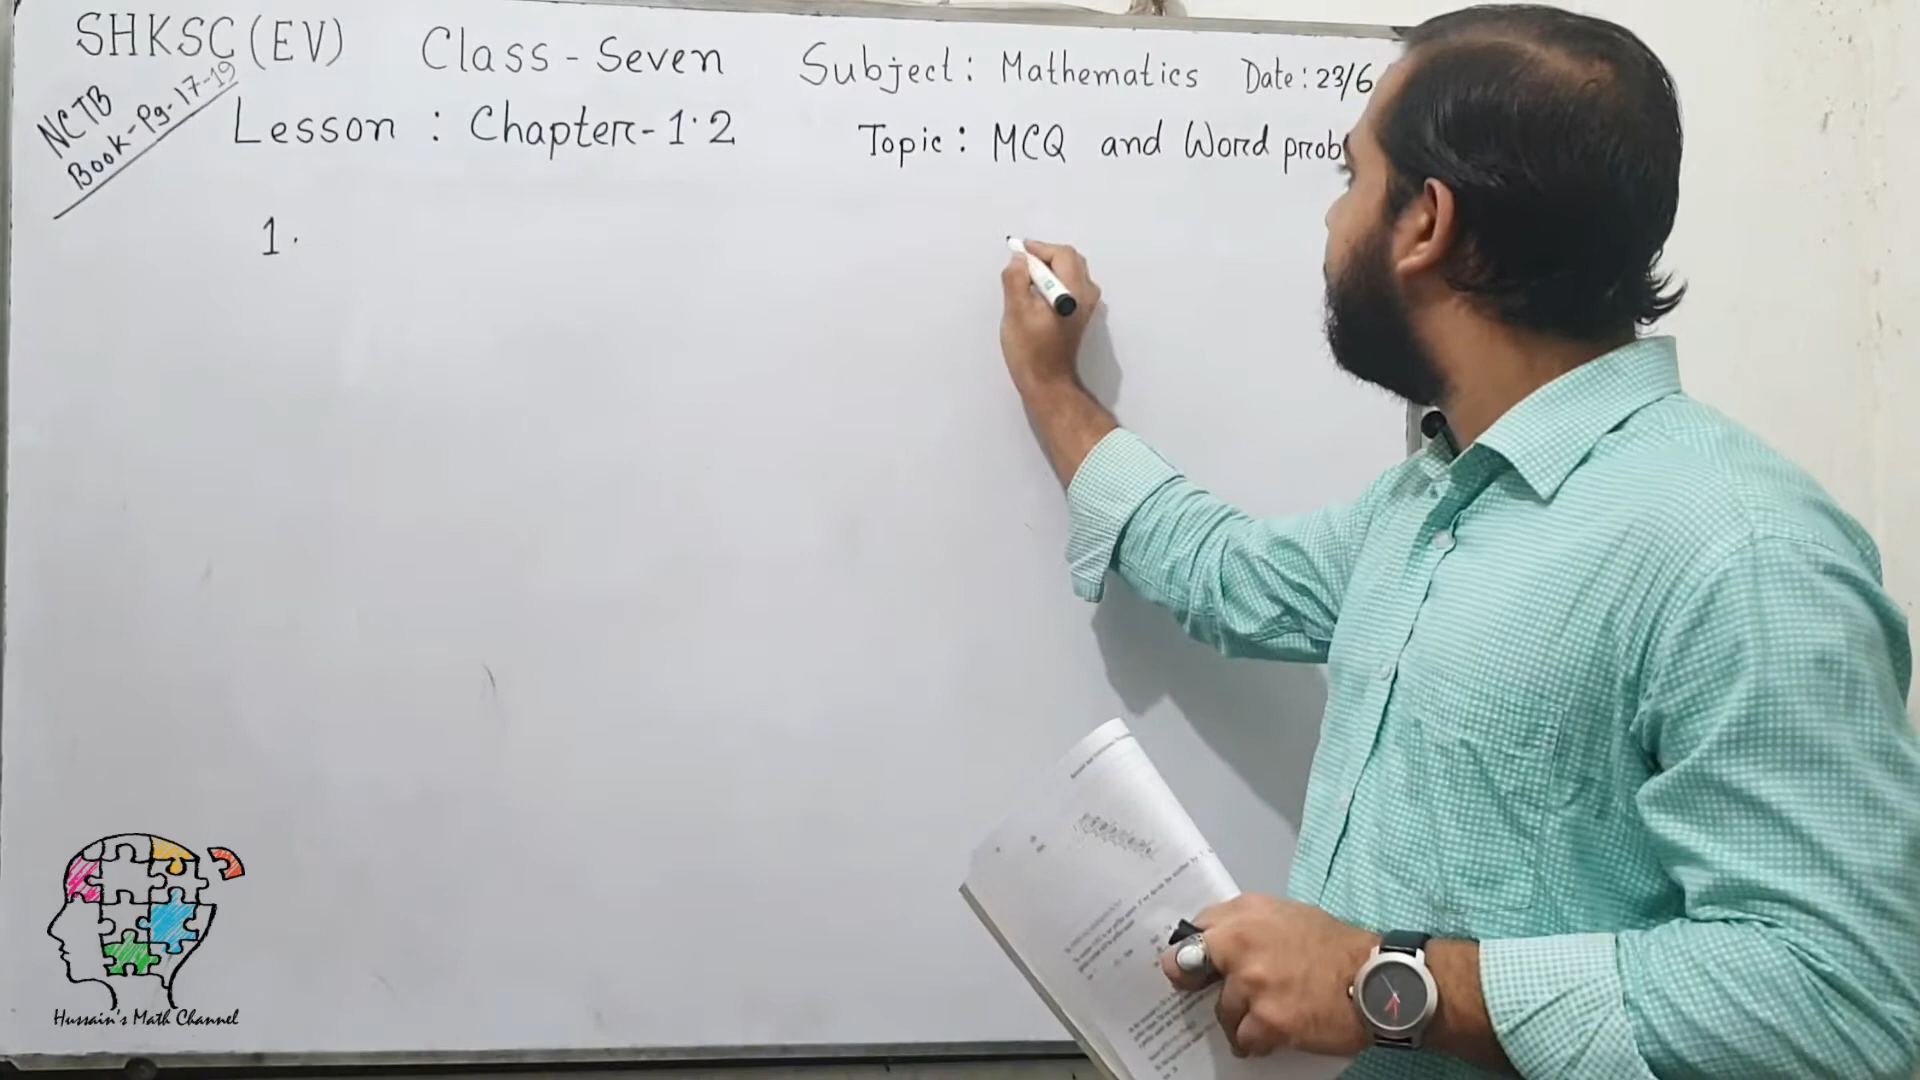 SHKSC (EV) Class - Seven Subject : Mathematics Date : 23/6
NCTB
Book - Pg - 17-19
Lesson : Chapter - 1.2 Topic : MCQ and Word prob
1.
Hussain's Math Channel